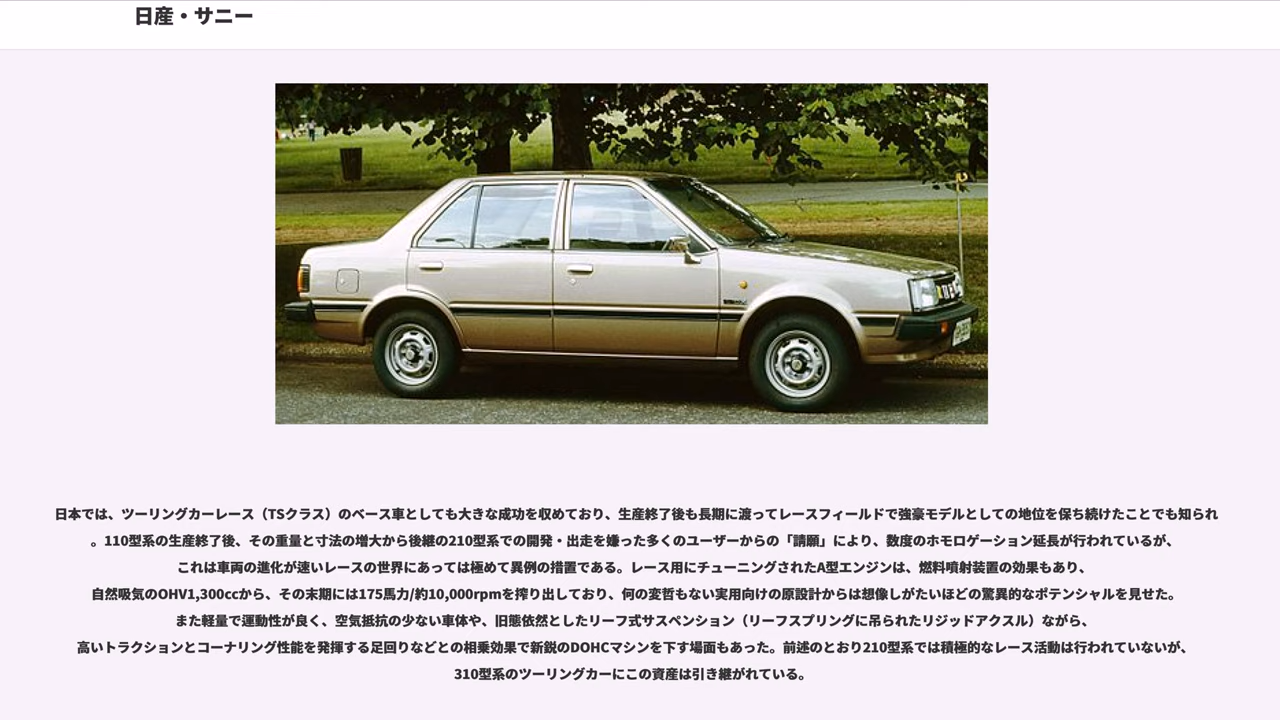 日産・サニー
日本では、ツーリングカーレース（TSクラス）のベース車としても大きな成功を収めており、生産終了後も長期に渡ってレースフィールドで強豪モデルとしての地位を保ち続けたことでも知られ
。110型系の生産終了後、その重量と寸法の増大から後継の210型系での開発・出走を嫌った多くのユーザーからの「請願」により、数度のホモロゲーション延長が行われているが、
これは車両の進化が速いレースの世界にあっては極めて異例の措置である。レース用にチューニングされたA型エンジンは、燃料噴射装置の効果もあり、
自然吸気のOHV1,300ccから、その末期には175馬力/約10,000rpmを搾り出しており、何の変哲もない実用向けの原設計からは想像しがたいほどの驚異的なポテンシャルを見せた。
また軽量で運動性が良く、空気抵抗の少ない車体や、旧態依然としたリーフ式サスペンション（リーフスプリングに吊られたリジッドアクスル）ながら、
高いトラクションとコーナリング性能を発揮する足回りなどとの相乗効果で新鋭のDOHCマシンを下す場面もあった。前述のとおり210型系では積極的なレース活動は行われていないが、
310型系のツーリングカーにこの資産は引き継がれている。